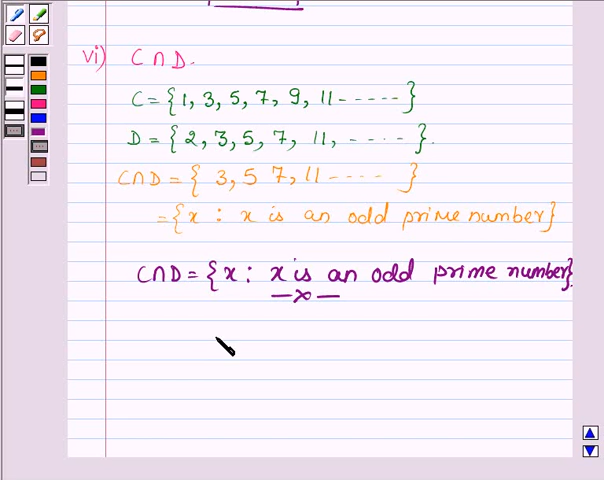 vi) C∩D.
C = {1, 3, 5, 7, 9, 11 - - - - -}
D = {2, 3, 5, 7, 11, - - - - -}.
C∩D = { 3, 5 7, 11 - - - - - }
= {x : x is an odd prime number}
C∩D = {x : x is an odd prime number}.